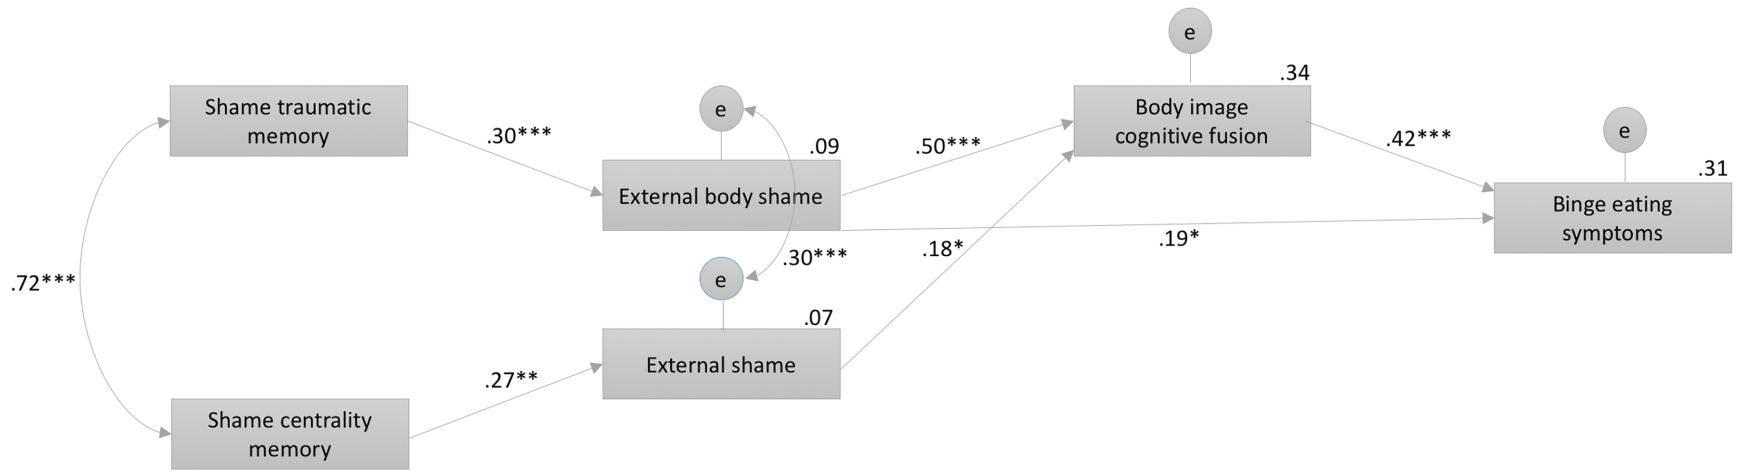 e
.34
Shame traumatic
memory
e
Body image
cognitive fusion
e
.30***
.09
.50***
.42***
.31
External body shame
Binge eating
symptoms
.18*
.19*
.30***
.72***
e
.07
External shame
.27**
Shame centrality
memory